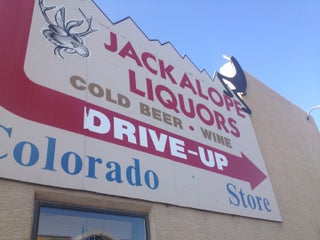 JACKALOPE
LIQUORS
COLD BEER • WINE
DRIVE-UP
Colorado Store